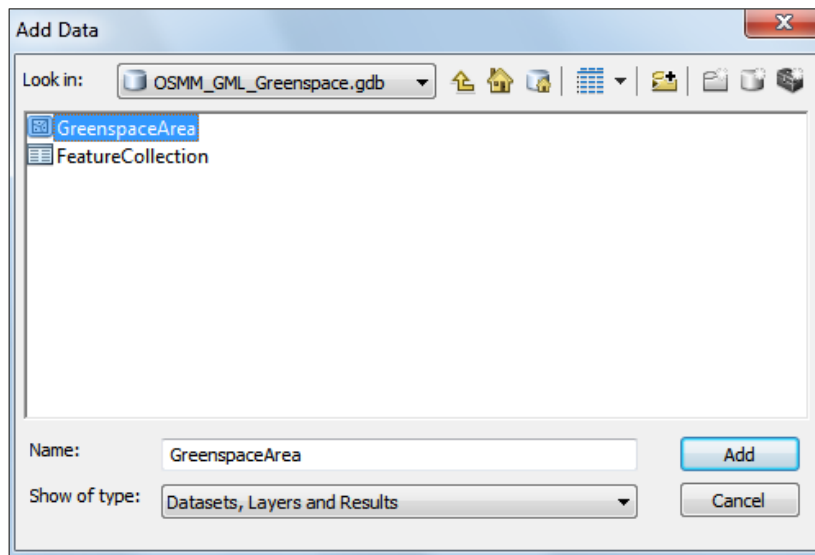 Add Data
Look in: OSMM_GML_Greenspace.gdb
GreenspaceArea
FeatureCollection
Name: GreenspaceArea Add
Show of type: Datasets, Layers and Results Cancel